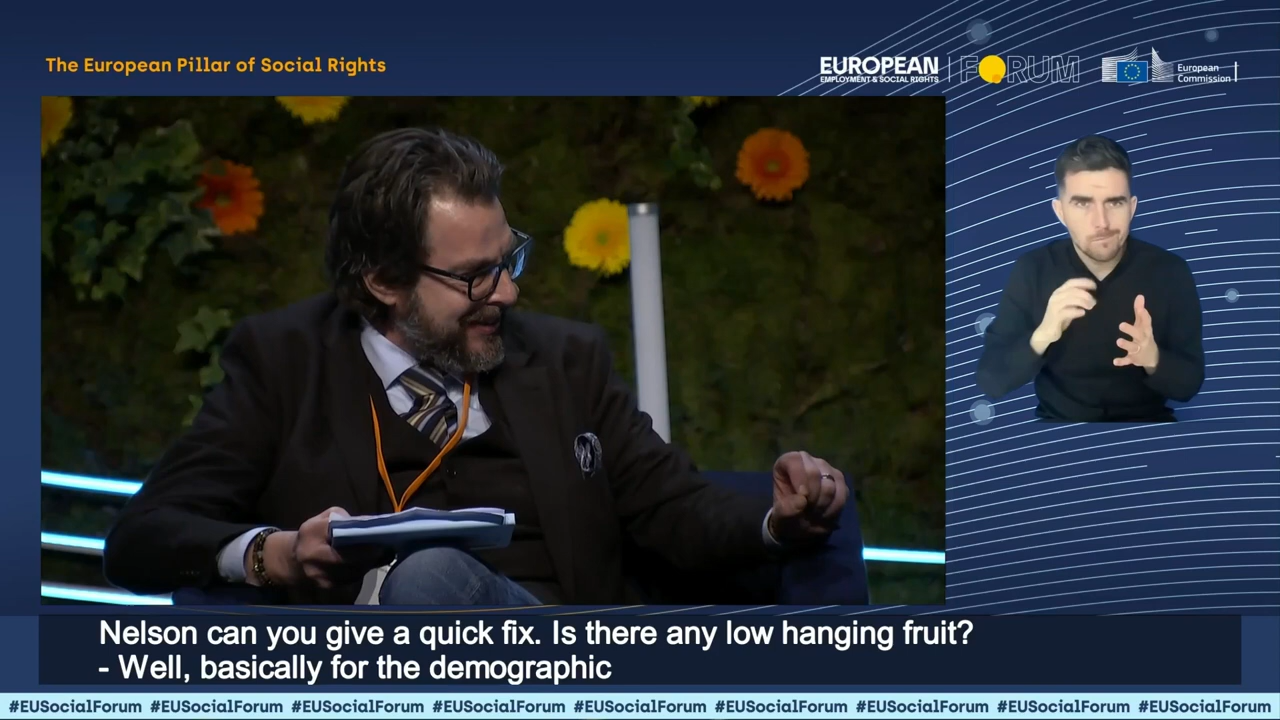 The European Pillar of Social Rights
EUROPEAN
EMPLOYMENT & SOCIAL RIGHTS
FORUM
European
Commission
Nelson can you give a quick fix. Is there any low hanging fruit?
- Well, basically for the demographic
#EUSocialForum #EUSocialForum #EUSocialForum #EUSocialForum #EUSocialForum #EUSocialForum #EUSocialForum #EUSocialForum #EUSocialForum